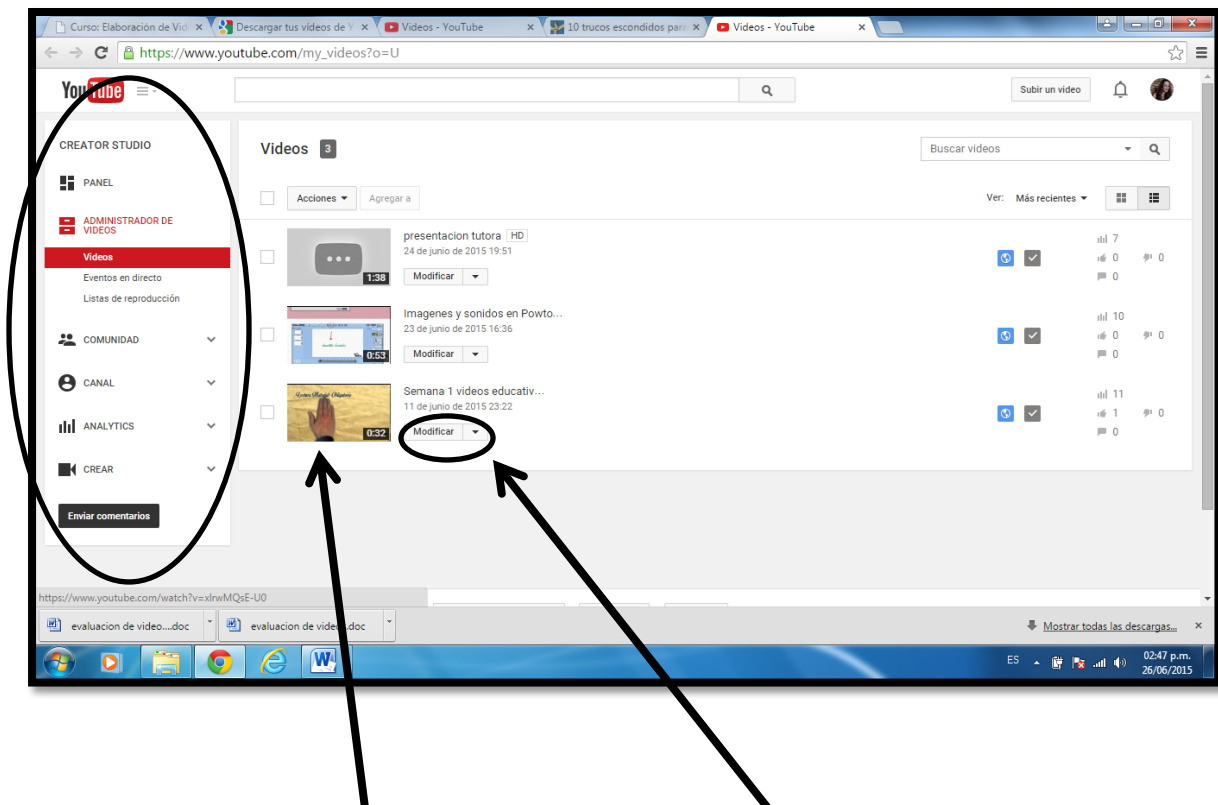 Curso: Elaboración de Vid
Descargar tus vídeos de Y
Videos - YouTube
10 trucos escondidos para
Videos - YouTube
https://www.youtube.com/my_videos?o=U
YouTube
Subir un video
CREATOR STUDIO
PANEL
ADMINISTRADOR DE
VIDEOS
Videos
Eventos en directo
Listas de reproducción
COMUNIDAD
CANAL
ANALYTICS
CREAR
Enviar comentarios
Videos 3
Buscar videos
Acciones
Agregar a
Ver: Más recientes
1:38
presentacion tutora HD
24 de junio de 2015 19:51
Modificar
7
0 0
0
0:53
Imagenes y sonidos en Powto...
23 de junio de 2015 16:36
Modificar
10
0 0
0
0:32
Semana 1 videos educativ...
11 de junio de 2015 23:22
Modificar
11
1 0
0
https://www.youtube.com/watch?v=xIrwMQsE-U0
evaluacion de video....doc
evaluacion de video.doc
Mostrar todas las descargas...
ES
02:47 p.m.
26/06/2015